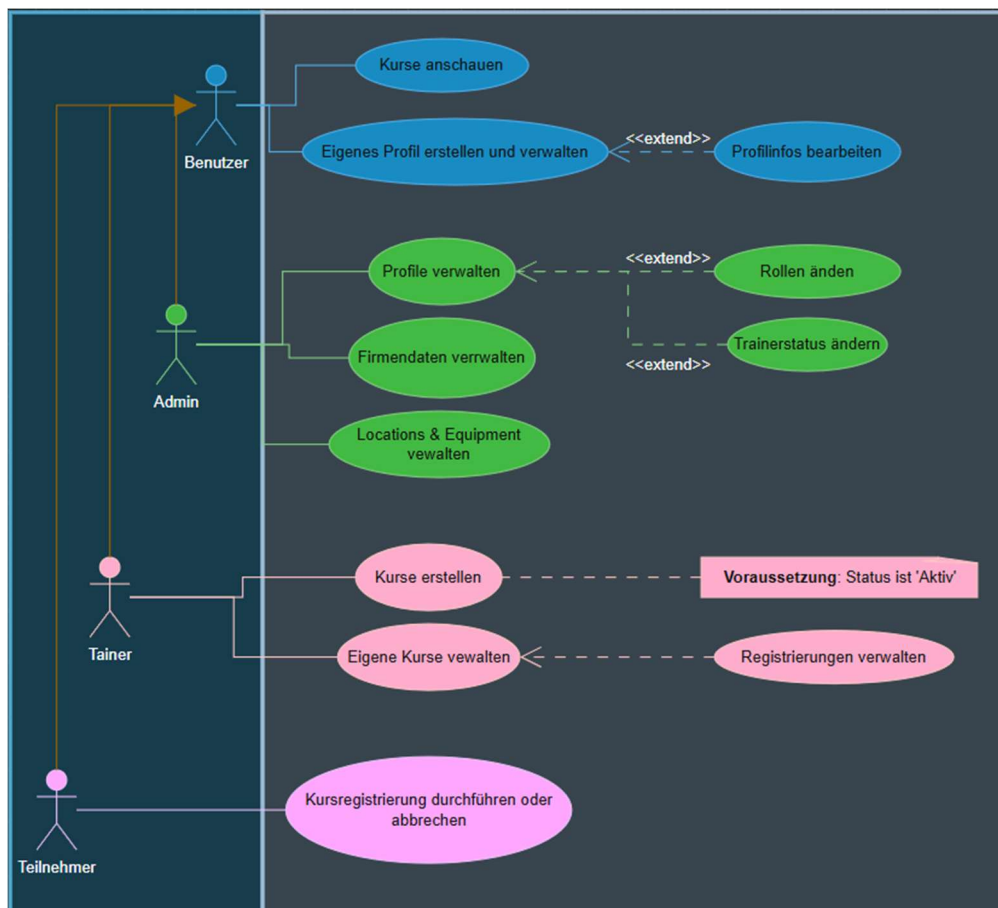 Kurse anschauen
Benutzer
Eigenes Profil erstellen und verwalten
<<extend>>
Profilinfos bearbeiten
Profile verwalten
<<extend>>
Rollen änden
Admin
Firmendaten verrwalten
<<extend>>
Trainerstatus ändern
Locations & Equipment
vewalten
Tainer
Kurse erstellen
Voraussetzung: Status ist 'Aktiv'
Eigene Kurse vewalten
Registrierungen verwalten
Teilnehmer
Kursregistrierung durchführen oder
abbrechen